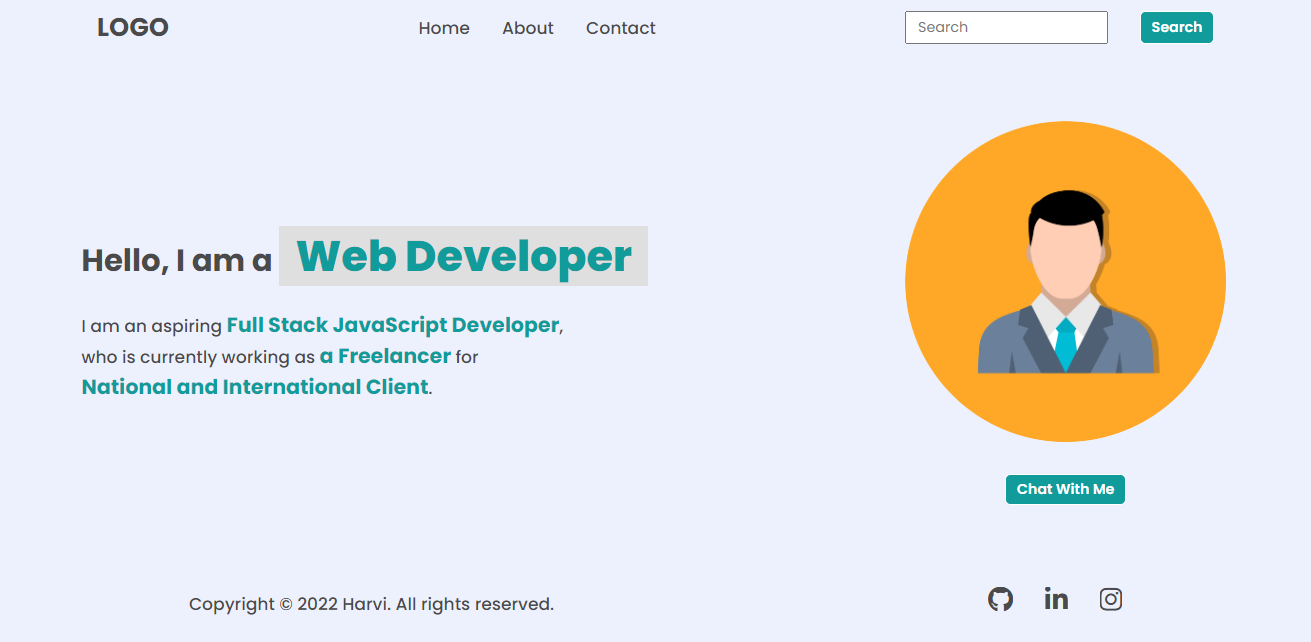 LOGO
Home About Contact
Search
Search
Hello, I am a Web Developer
I am an aspiring Full Stack JavaScript Developer,
who is currently working as a Freelancer for
National and International Client.
Chat With Me
Copyright © 2022 Harvi. All rights reserved.
in